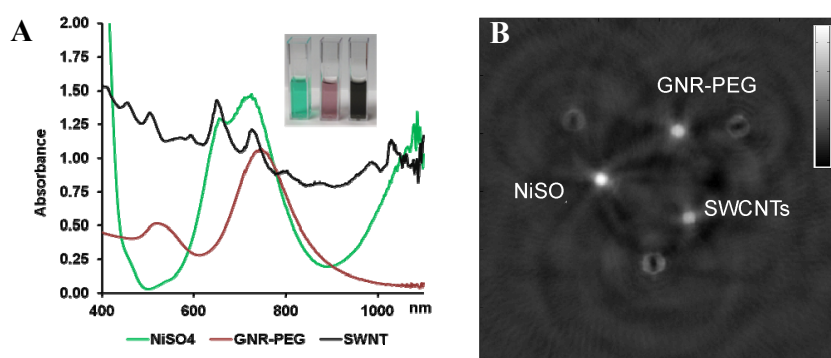 A
2.00
1.75
1.50
1.25
1.00
0.75
0.50
0.25
0.00
Absorbance
400
600
800
1000
nm
NiSO4
GNR-PEG
SWNT
B
GNR-PEG
NiSO
SWCNTs